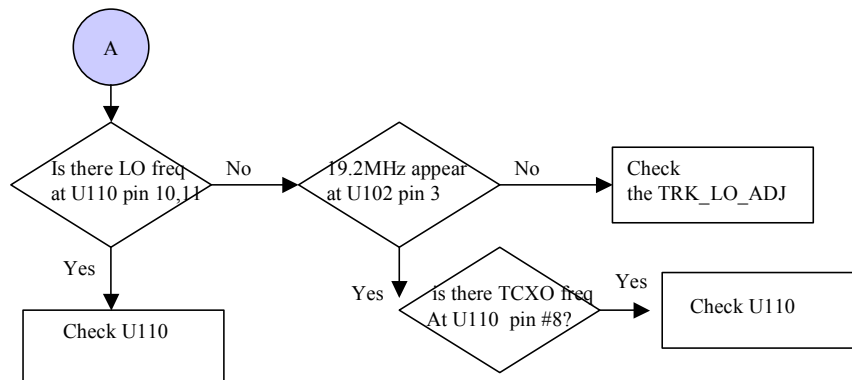 A
Is there LO freq
at U110 pin 10,11
No
19.2MHz appear
at U102 pin 3
No
Check
the TRK_LO_ADJ
Yes
Check U110
Yes
is there TCXO freq
At U110 pin #8?
Yes
Check U110